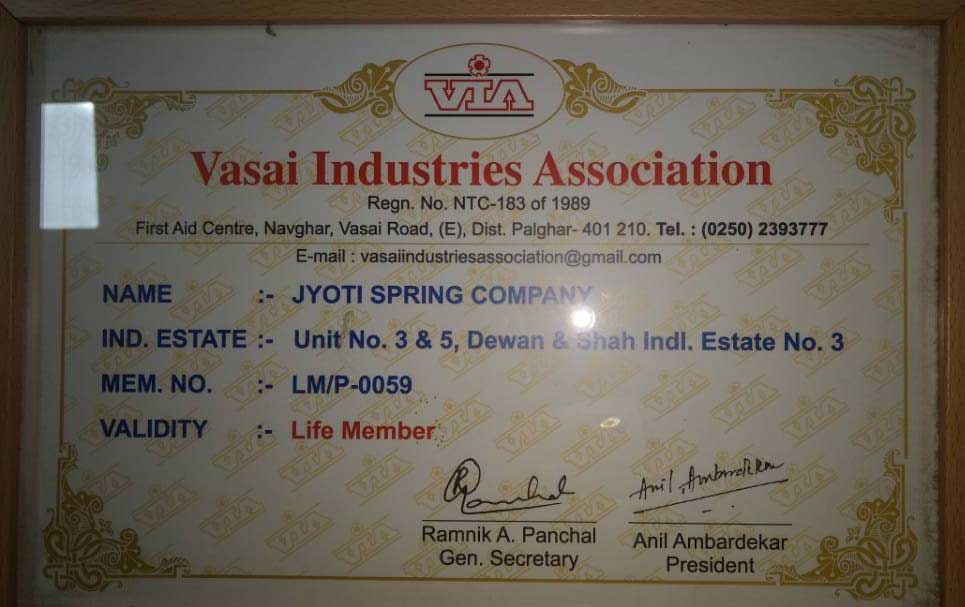 VIA
Vasai Industries Association
Regn. No. NTC-183 of 1989
First Aid Centre, Navghar, Vasai Road, (E), Dist. Palghar- 401 210. Tel. : (0250) 2393777
E-mail : vasaiindustriesassociation@gmail.com
NAME :- JYOTI SPRING COMPANY
IND. ESTATE :- Unit No. 3 & 5, Dewan & Shah Indl. Estate No. 3
MEM. NO. :- LM/P-0059
VALIDITY :- Life Member
Panchal Anil Ambardekar
Ramnik A. Panchal Anil Ambardekar
Gen. Secretary President